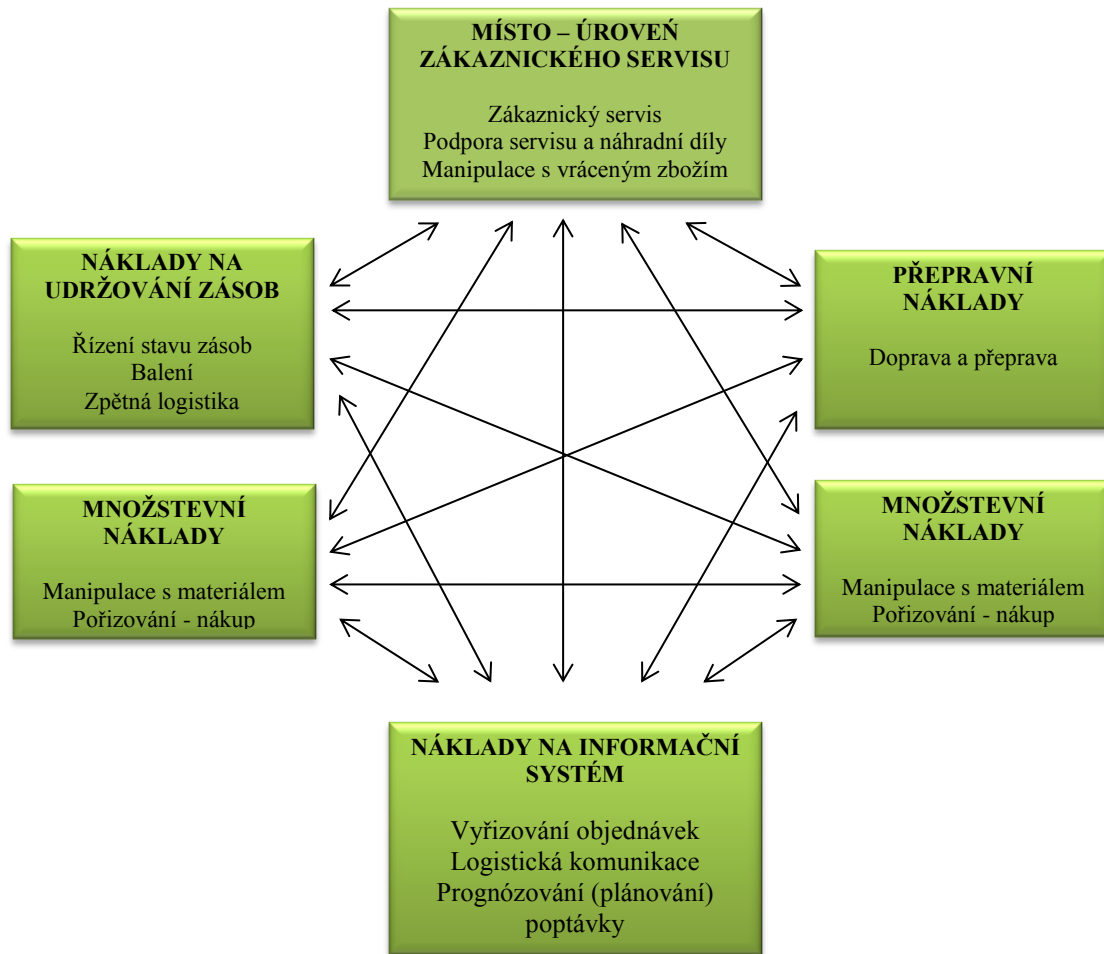 MÍSTO – ÚROVEŇ
ZÁKAZNICKÉHO SERVISU
Zákaznický servis
Podpora servisu a náhradní díly
Manipulace s vráceným zbožím
NÁKLADY NA
UDRŽOVÁNÍ ZÁSOB
Řízení stavu zásob
Balení
Zpětná logistika
PŘEPRAVNÍ
NÁKLADY
Doprava a přeprava
MNOŽSTEVNÍ
NÁKLADY
Manipulace s materiálem
Pořizování - nákup
MNOŽSTEVNÍ
NÁKLADY
Manipulace s materiálem
Pořizování - nákup
NÁKLADY NA INFORMAČNÍ
SYSTÉM
Vyřizování objednávek
Logistická komunikace
Prognózování (plánování)
poptávky